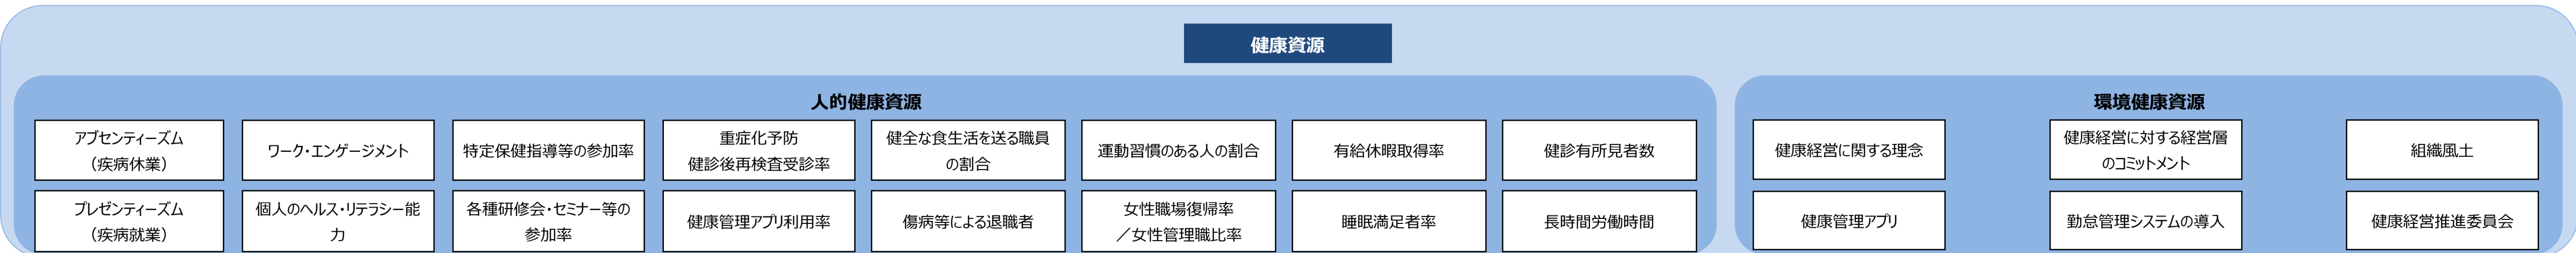 健康資源
人的健康資源
アブセンティーズム
（疾病休業）
ワーク・エンゲージメント
特定保健指導等の参加率
重症化予防
健診後再検査受診率
健全な食生活を送る職員
の割合
運動習慣のある人の割合
有給休暇取得率
健診有所見者数
プレゼンティーズム
（疾病就業）
個人のヘルス・リテラシー能
力
各種研修会・セミナー等の
参加率
健康管理アプリ利用率
傷病等による退職者
女性職場復帰率
／女性管理職比率
睡眠満足者率
長時間労働時間
環境健康資源
健康経営に関する理念
健康経営に対する経営層
のコミットメント
組織風土
健康管理アプリ
勤怠管理システムの導入
健康経営推進委員会